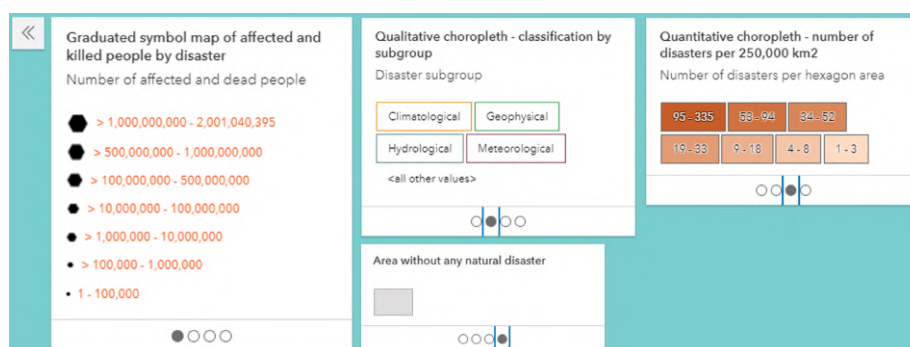 Graduated symbol map of affected and
killed people by disaster
Number of affected and dead people
> 1,000,000,000 - 2,001,040,395
> 500,000,000 - 1,000,000,000
> 100,000,000 - 500,000,000
> 10,000,000 - 100,000,000
> 1,000,000 - 10,000,000
> 100,000 - 1,000,000
1 - 100,000
Qualitative choropleth - classification by
subgroup
Disaster subgroup
Climatological Geophysical
Hydrological Meteorological
<all other values>
Area without any natural disaster
Quantitative choropleth - number of
disasters per 250,000 km2
Number of disasters per hexagon area
95 - 335 53 - 94 34 - 52
19 - 33 9 - 18 4 - 8 1 - 3